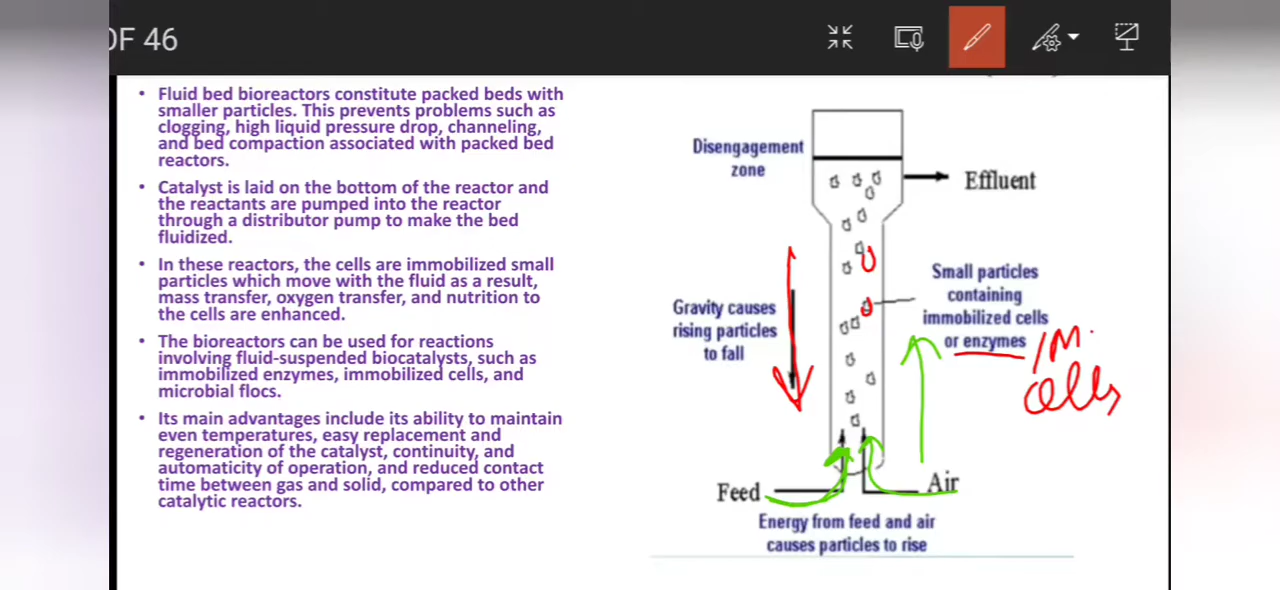 OF 46
• Fluid bed bioreactors constitute packed beds with
smaller particles. This prevents problems such as
clogging, high liquid pressure drop, channeling,
and bed compaction associated with packed bed
reactors.
• Catalyst is laid on the bottom of the reactor and
the reactants are pumped into the reactor
through a distributor pump to make the bed
fluidized.
• In these reactors, the cells are immobilized small
particles which move with the fluid as a result,
mass transfer, oxygen transfer, and nutrition to
the cells are enhanced.
• The bioreactors can be used for reactions
involving fluid-suspended biocatalysts, such as
immobilized enzymes, immobilized cells, and
microbial flocs.
• Its main advantages include its ability to maintain
even temperatures, easy replacement and
regeneration of the catalyst, continuity, and
automaticity of operation, and reduced contact
time between gas and solid, compared to other
catalytic reactors.
Disengagement
zone
Effluent
Gravity causes
rising particles
to fall
Small particles
containing
immobilized cells
or enzymes /M.
cells
Feed
Air
Energy from feed and air
causes particles to rise